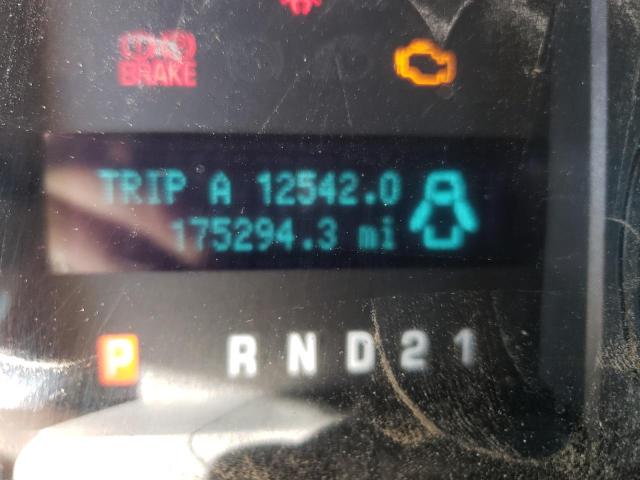 BRAKE
TRIP A 12542.0
175294.3 mi
P R N D 2 1